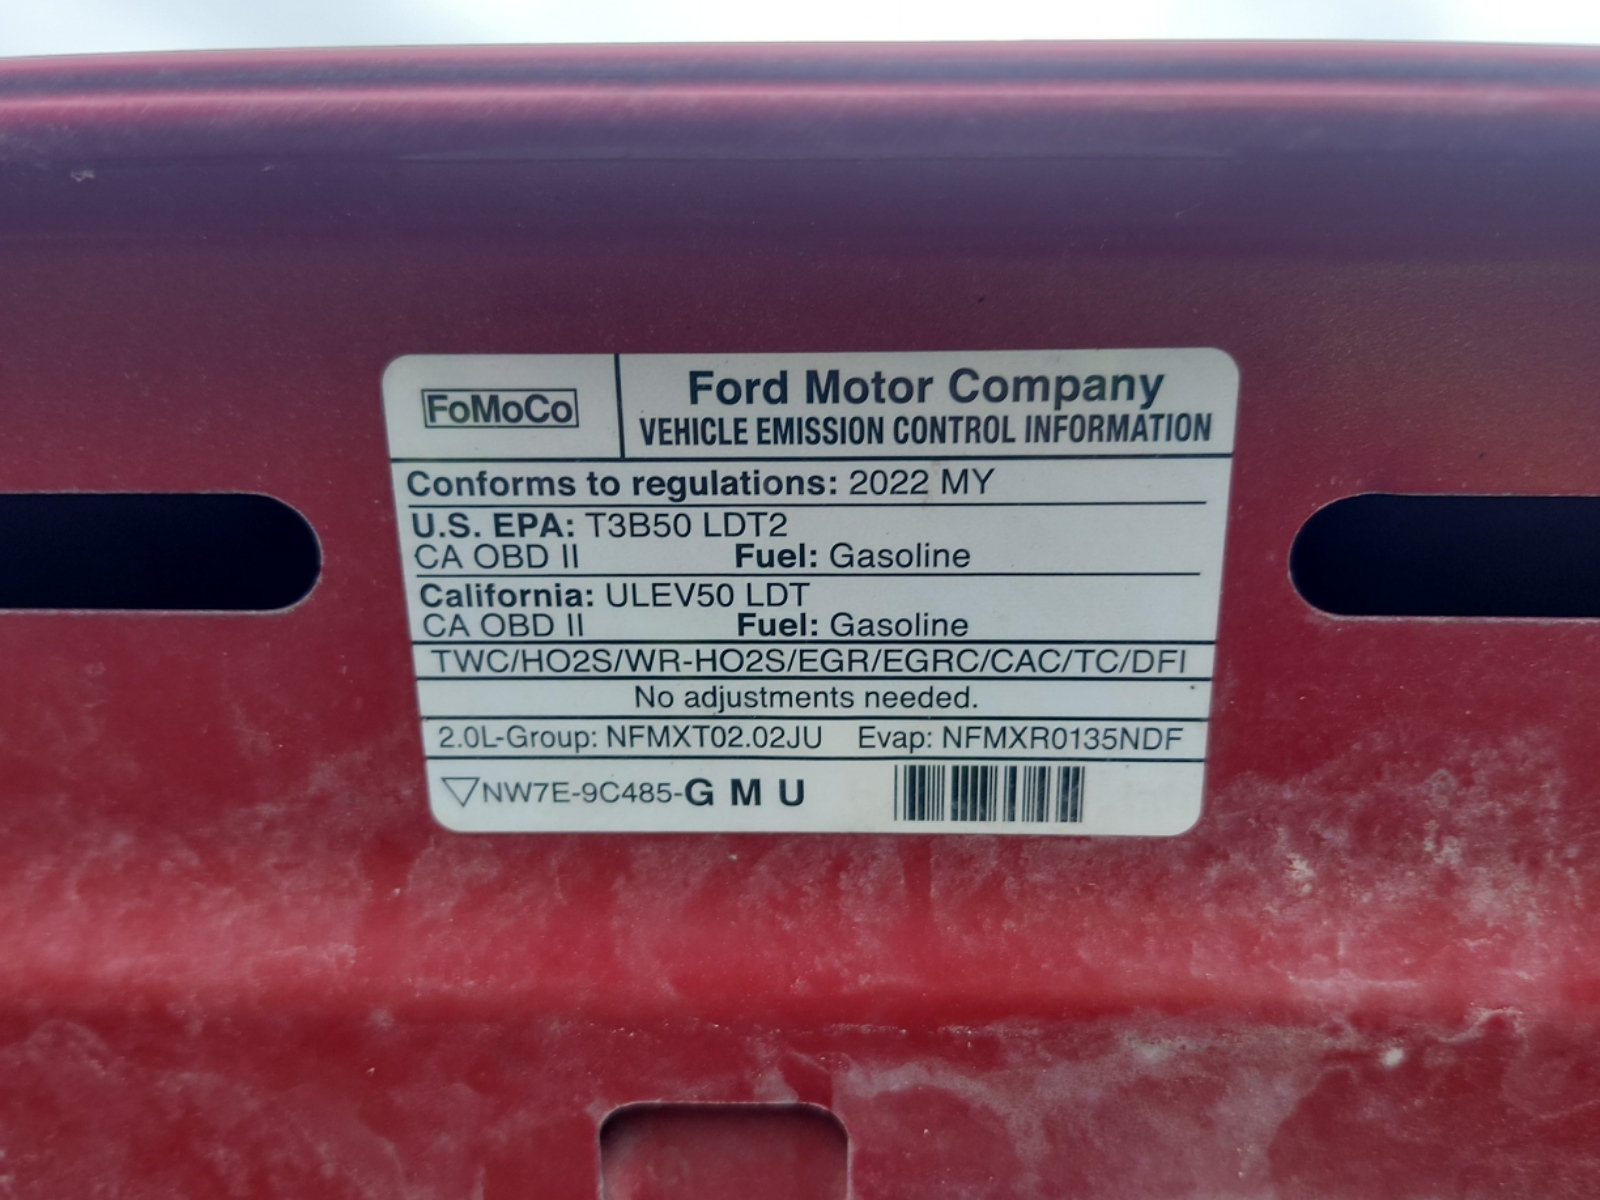 FoMoCo
Ford Motor Company
VEHICLE EMISSION CONTROL INFORMATION
Conforms to regulations: 2022 MY
U.S. EPA: T3B50 LDT2
CA OBD II Fuel: Gasoline
California: ULEV50 LDT
CA OBD II Fuel: Gasoline
TWC/HO2S/WR-HO2S/EGR/EGRC/CAC/TC/DFI
No adjustments needed.
2.0L-Group: NFMXT02.02JU Evap: NFMXR0135NDF
NW7E-9C485-G M U